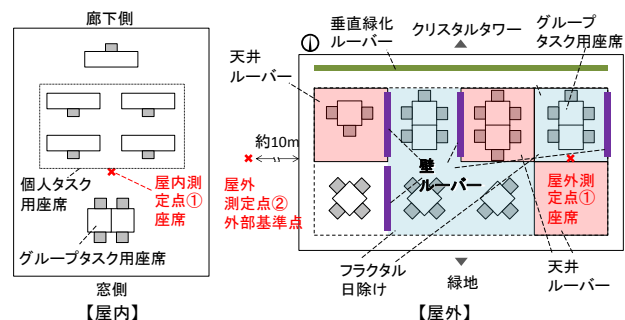 廊下側
個人タスク
用座席
屋内測
定点①
座席
グループタスク用座席
窓側
【屋内】
垂直緑化
ルーバー
クリスタルタワー
グループ
タスク用座席
天井
ルーバー
約10m
屋外
測定点②
外部基準点
壁
ルーバー
屋外測
定点①
座席
フラクタル
日除け
緑地
天井
ルーバー
【屋外】